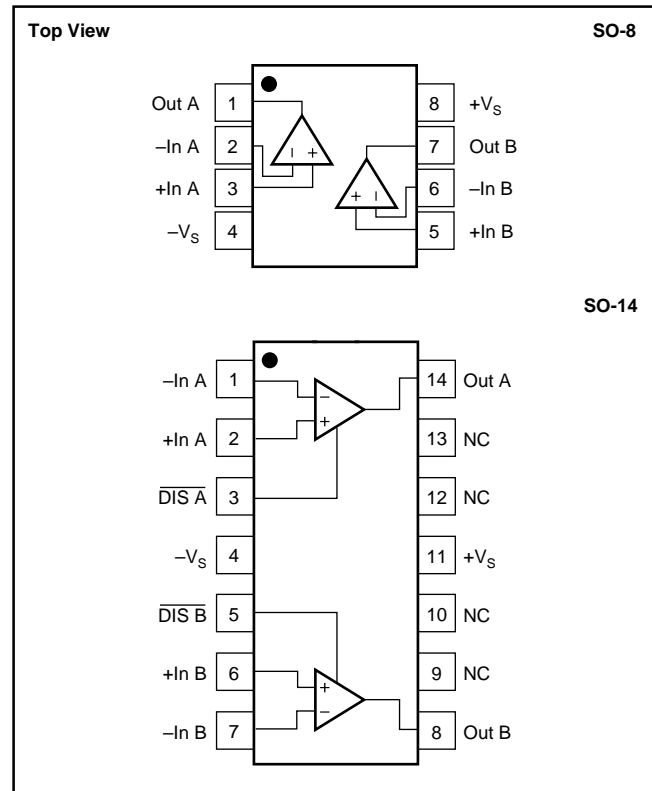 Top View SO-8
Out A 1 8 +VS
–In A 2 7 Out B
+In A 3 6 –In B
–VS 4 5 +In B
SO-14
–In A 1 14 Out A
+In A 2 13 NC
DIS A 3 12 NC
–VS 4 11 +VS
DIS B 5 10 NC
+In B 6 9 NC
–In B 7 8 Out B